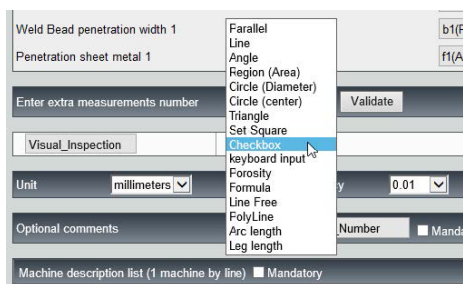 Weld Bead penetration width 1
b1(F
Penetration sheet metal 1
f1(A
Farallel
Line
Angle
Region (Area)
Circle (Diameter)
Circle (center)
Triangle
Set Square
Checkbox
keyboard input
Forosity
Formula
Line Free
FolyLine
Arc length
Leg length
Enter extra measurements number
Validate
Visual_Inspection
Unit
millimeters
y
0.01
Optional comments
_Number
Manda
Machine description list (1 machine by line) Mandatory